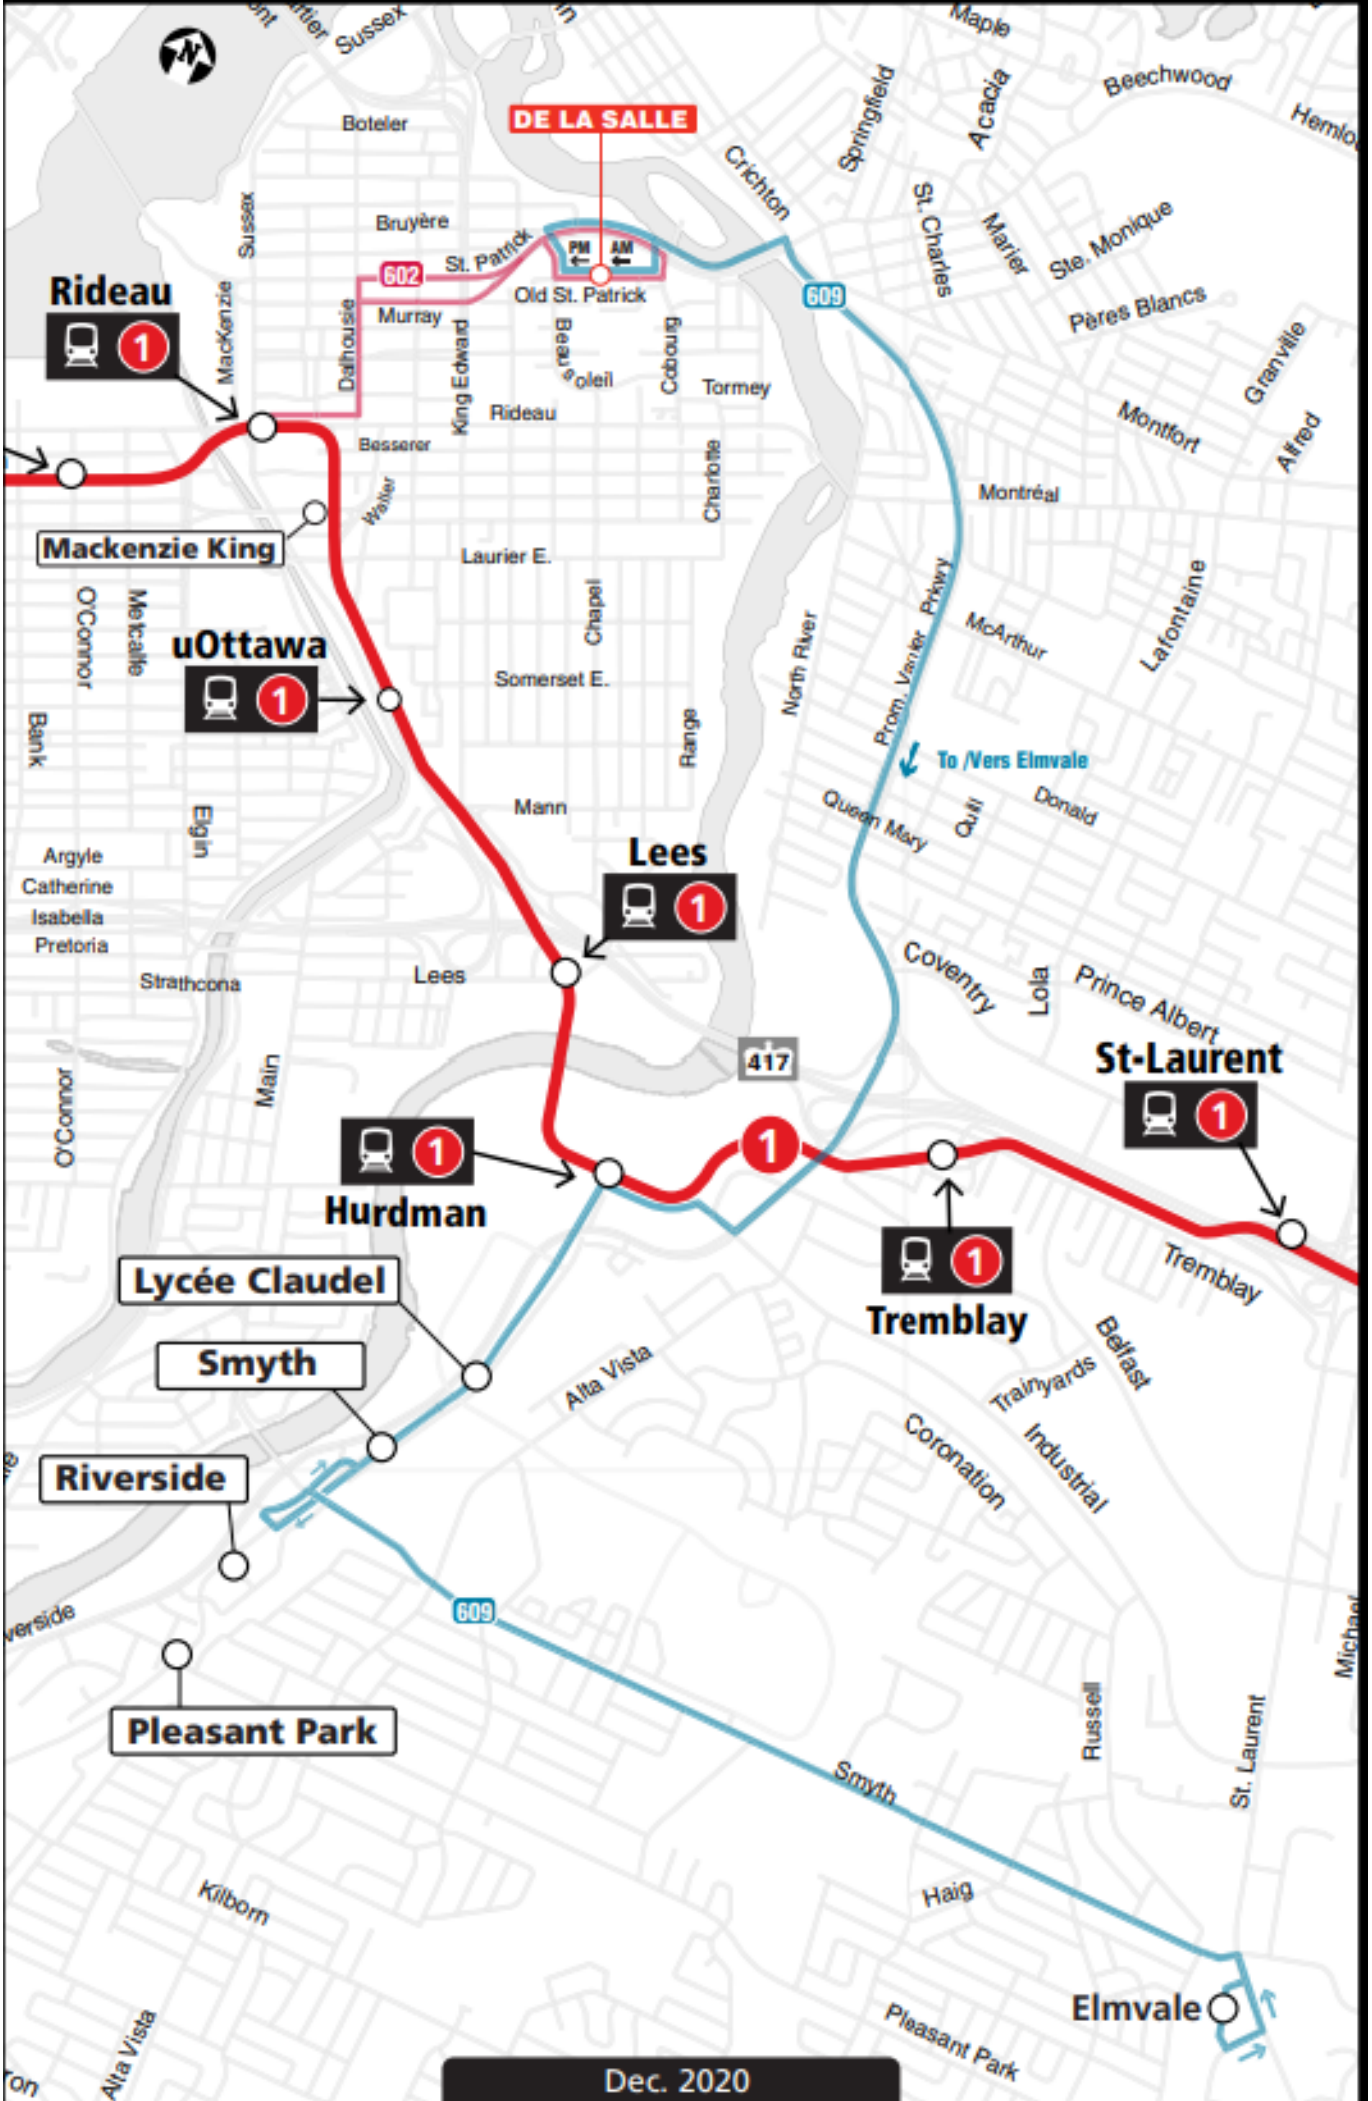 Sussex
Maple
N
Beechwood
Springfield
Acacia
Boteler
DE LA SALLE
Crichton
Sussex
Bruyère
St. Patrick
PM
AM
St. Charles
Marier
Ste. Monique
602
Rideau
1
MacKenzie
Old St. Patrick
609
Murray
Pères Blancs
Dalhousie
King Edward
Beausoleil
Cobourg
Tormey
Granville
Rideau
Montfort
Alfred
Besserer
Charlotte
Waller
Montréal
Mackenzie King
Laurier E.
O'Connor
Metcalfe
Chapel
Prom. Vanier Prkwy
Lafontaine
McArthur
uOttawa
1
Somerset E.
North River
Bank
Range
To /Vers Elmvale
Mann
Queen Mary
Quill
Donald
Elgin
Argyle
Catherine
Isabella
Pretoria
Lees
1
Strathcona
Lees
Coventry
Lola
Prince Albert
417
St-Laurent
1
O'Connor
Main
1
Hurdman
1
Tremblay
1
Tremblay
Lycée Claudel
Smyth
Alta Vista
Belfast
Trainyards
Coronation
Industrial
Riverside
609
Pleasant Park
Russell
St. Laurent
Michael
Smyth
Kilborn
Haig
Elmvale
Alta Vista
Pleasant Park
Dec. 2020